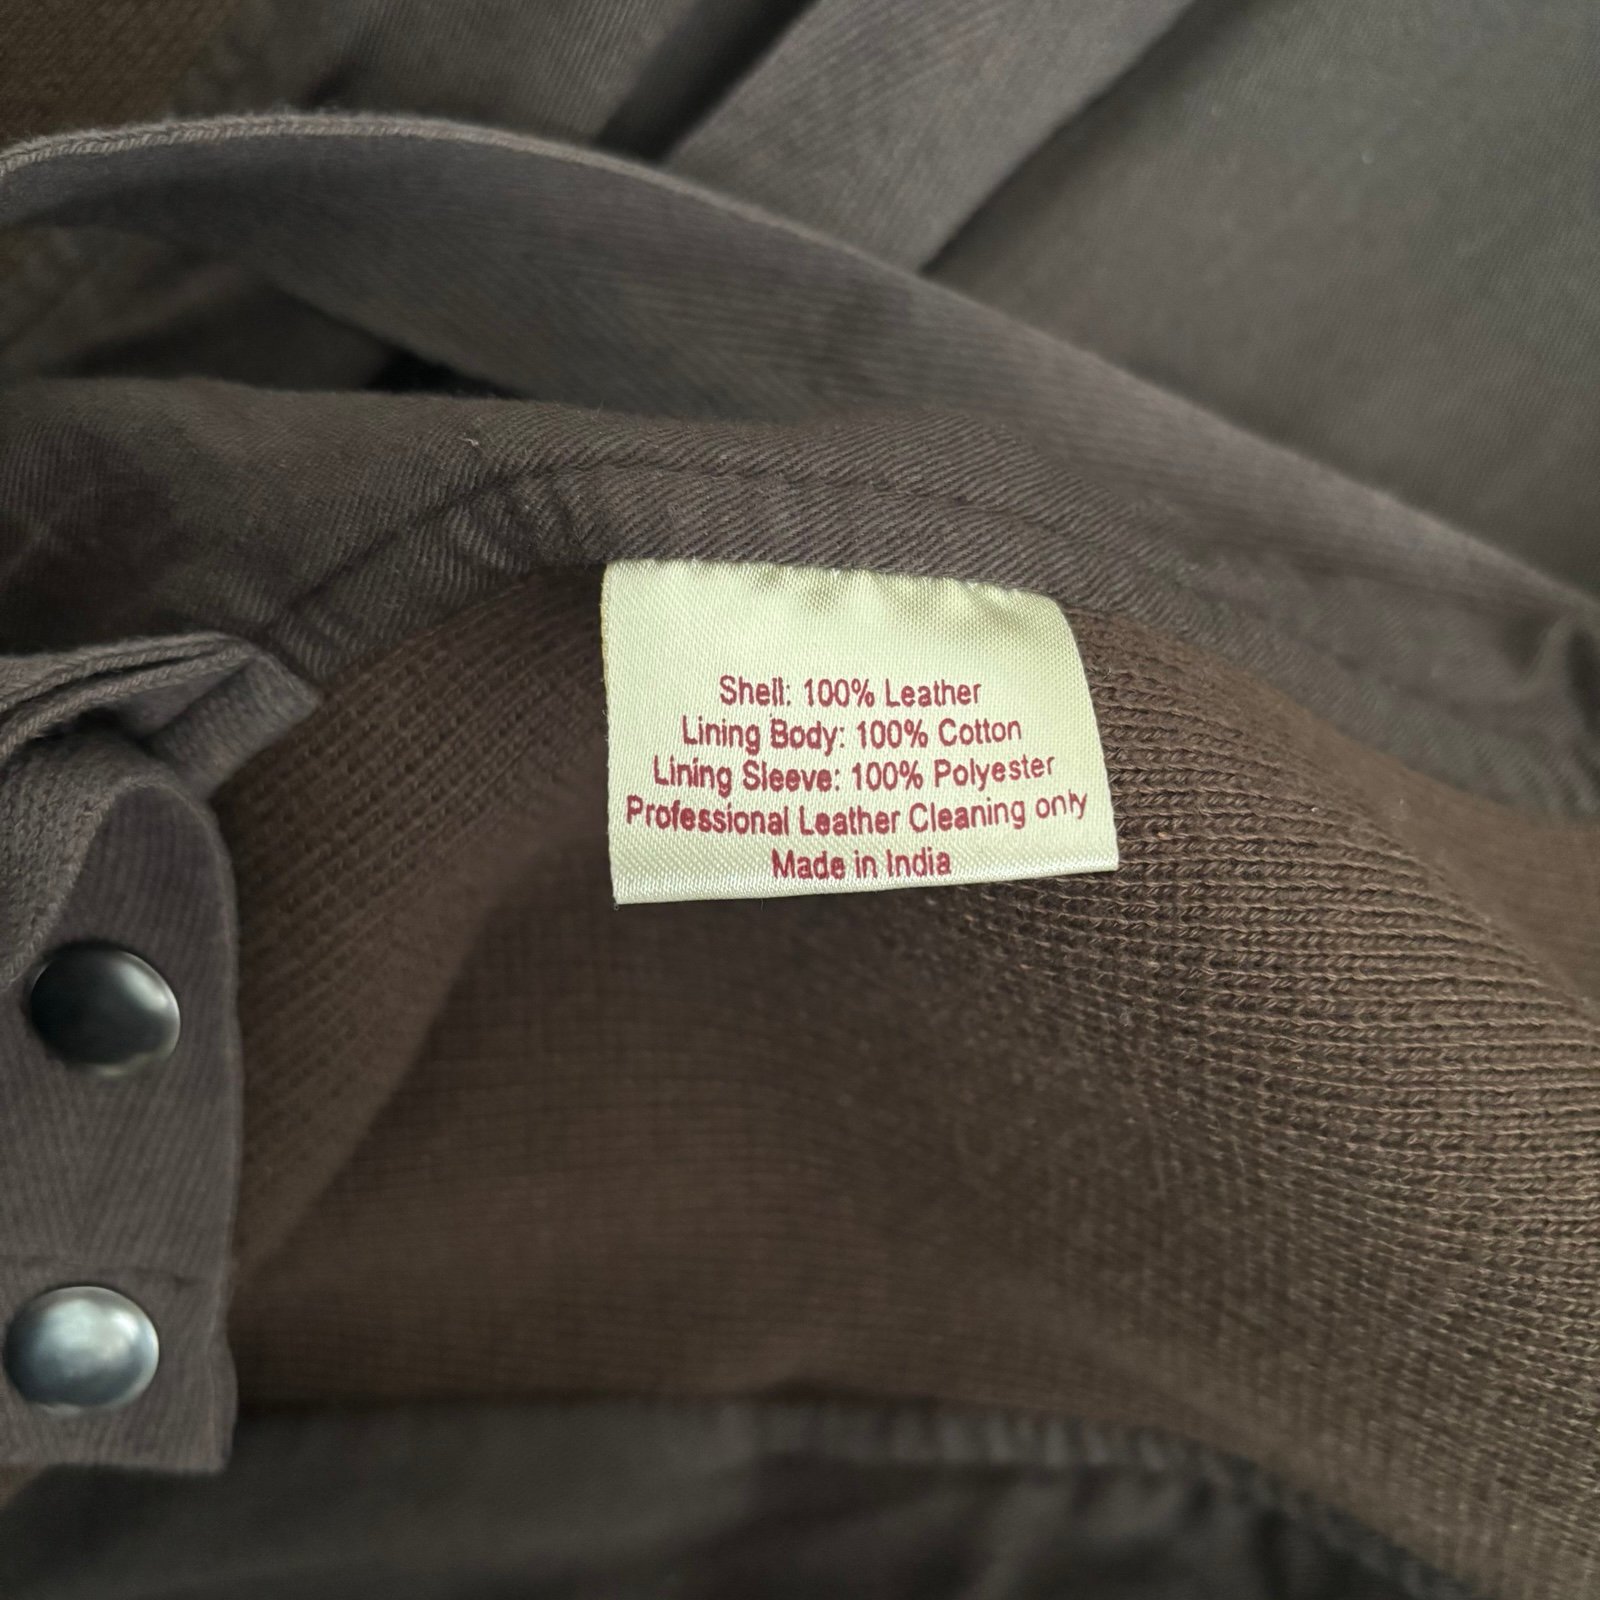 Shell: 100% Leather
Lining Body: 100% Cotton
Lining Sleeve: 100% Polyester
Professional Leather Cleaning only
Made in India